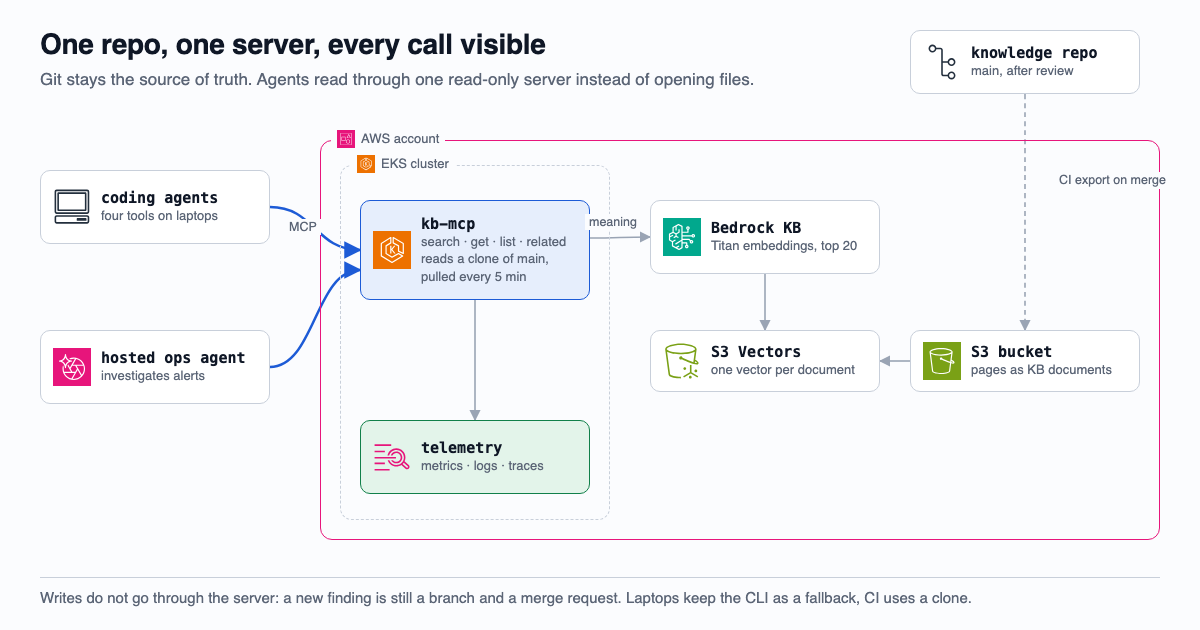 One repo, one server, every call visible
Git stays the source of truth. Agents read through one read-only server instead of opening files.
knowledge repo
main, after review
AWS account
EKS cluster
CI export on merge
coding agents
four tools on laptops
MCP
kb-mcp
search · get · list · related
reads a clone of main,
pulled every 5 min
meaning
Bedrock KB
Titan embeddings, top 20
hosted ops agent
investigates alerts
S3 Vectors
one vector per document
S3 bucket
pages as KB documents
telemetry
metrics · logs · traces
Writes do not go through the server: a new finding is still a branch and a merge request. Laptops keep the CLI as a fallback, CI uses a clone.